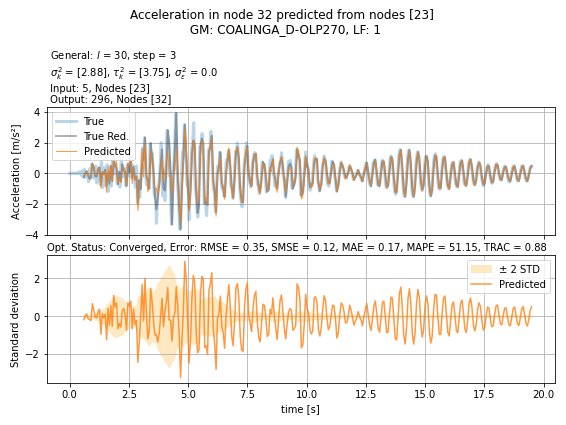 Acceleration in node 32 predicted from nodes [23]
GM: COALINGA_D-OLP270, LF: 1
General: l = 30, step = 3
σ²ₖ = [2.88], τ²ₖ = [3.75], σ²ₑ = 0.0
Input: 5, Nodes [23]
Output: 296, Nodes [32]
Acceleration [m/s²]
4
2
0
−2
−4
True
True Red.
Predicted
Opt. Status: Converged, Error: RMSE = 0.35, SMSE = 0.12, MAE = 0.17, MAPE = 51.15, TRAC = 0.88
Standard deviation
2
0
−2
± 2 STD
Predicted
0.0 2.5 5.0 7.5 10.0 12.5 15.0 17.5 20.0
time [s]